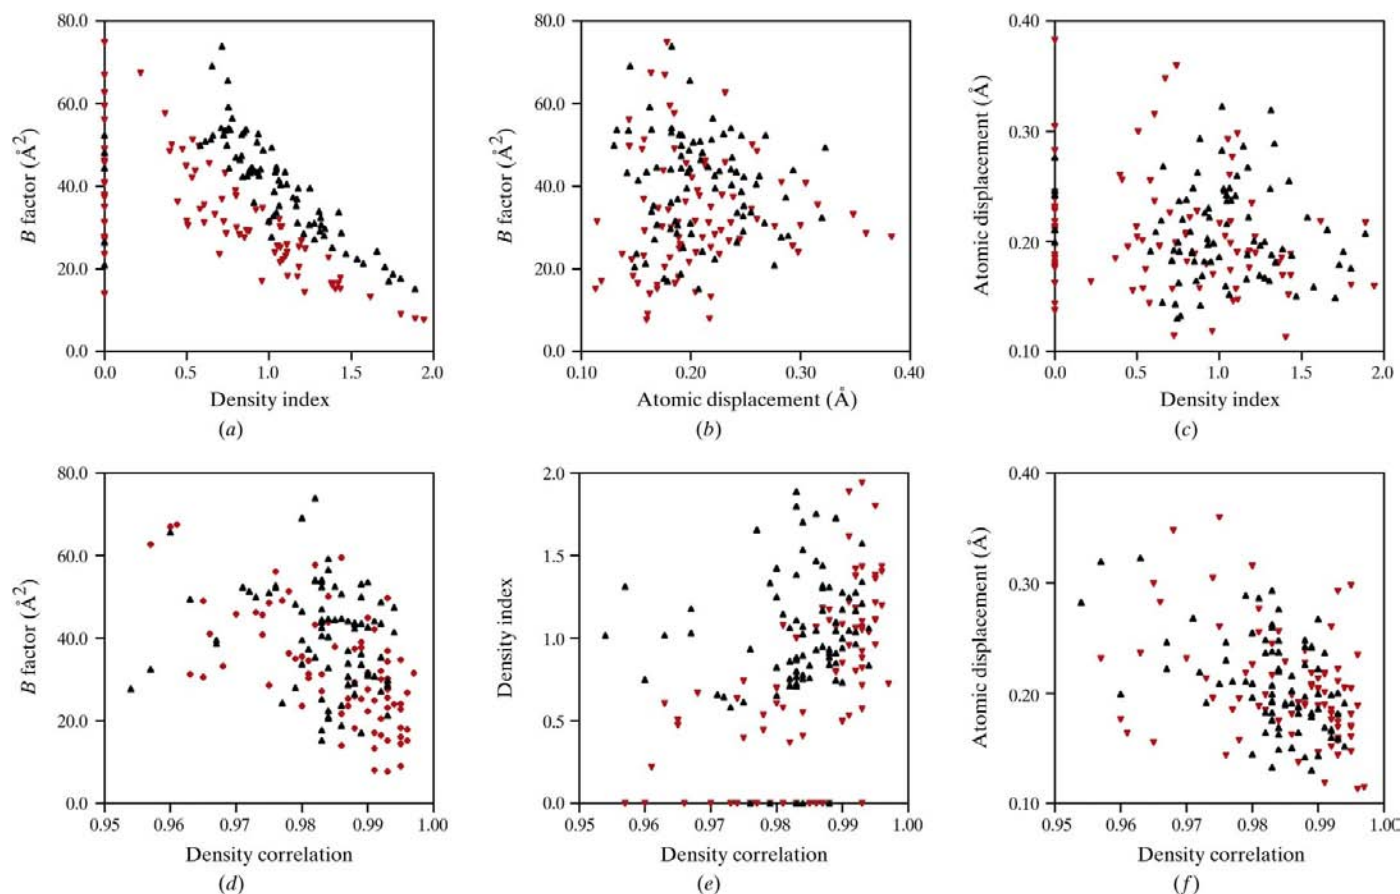 80.0
60.0
40.0
20.0
0.0
B factor (Å2)
0.0 0.5 1.0 1.5 2.0
Density index
(a)
80.0
60.0
40.0
20.0
0.0
B factor (Å2)
0.10 0.20 0.30 0.40
Atomic displacement (Å)
(b)
0.40
0.30
0.20
0.10
Atomic displacement (Å)
0.0 0.5 1.0 1.5 2.0
Density index
(c)
80.0
60.0
40.0
20.0
0.0
B factor (Å2)
0.95 0.96 0.97 0.98 0.99 1.00
Density correlation
(d)
2.0
1.5
1.0
0.5
0.0
Density index
0.95 0.96 0.97 0.98 0.99 1.00
Density correlation
(e)
0.40
0.30
0.20
0.10
Atomic displacement (Å)
0.95 0.96 0.97 0.98 0.99 1.00
Density correlation
(f)